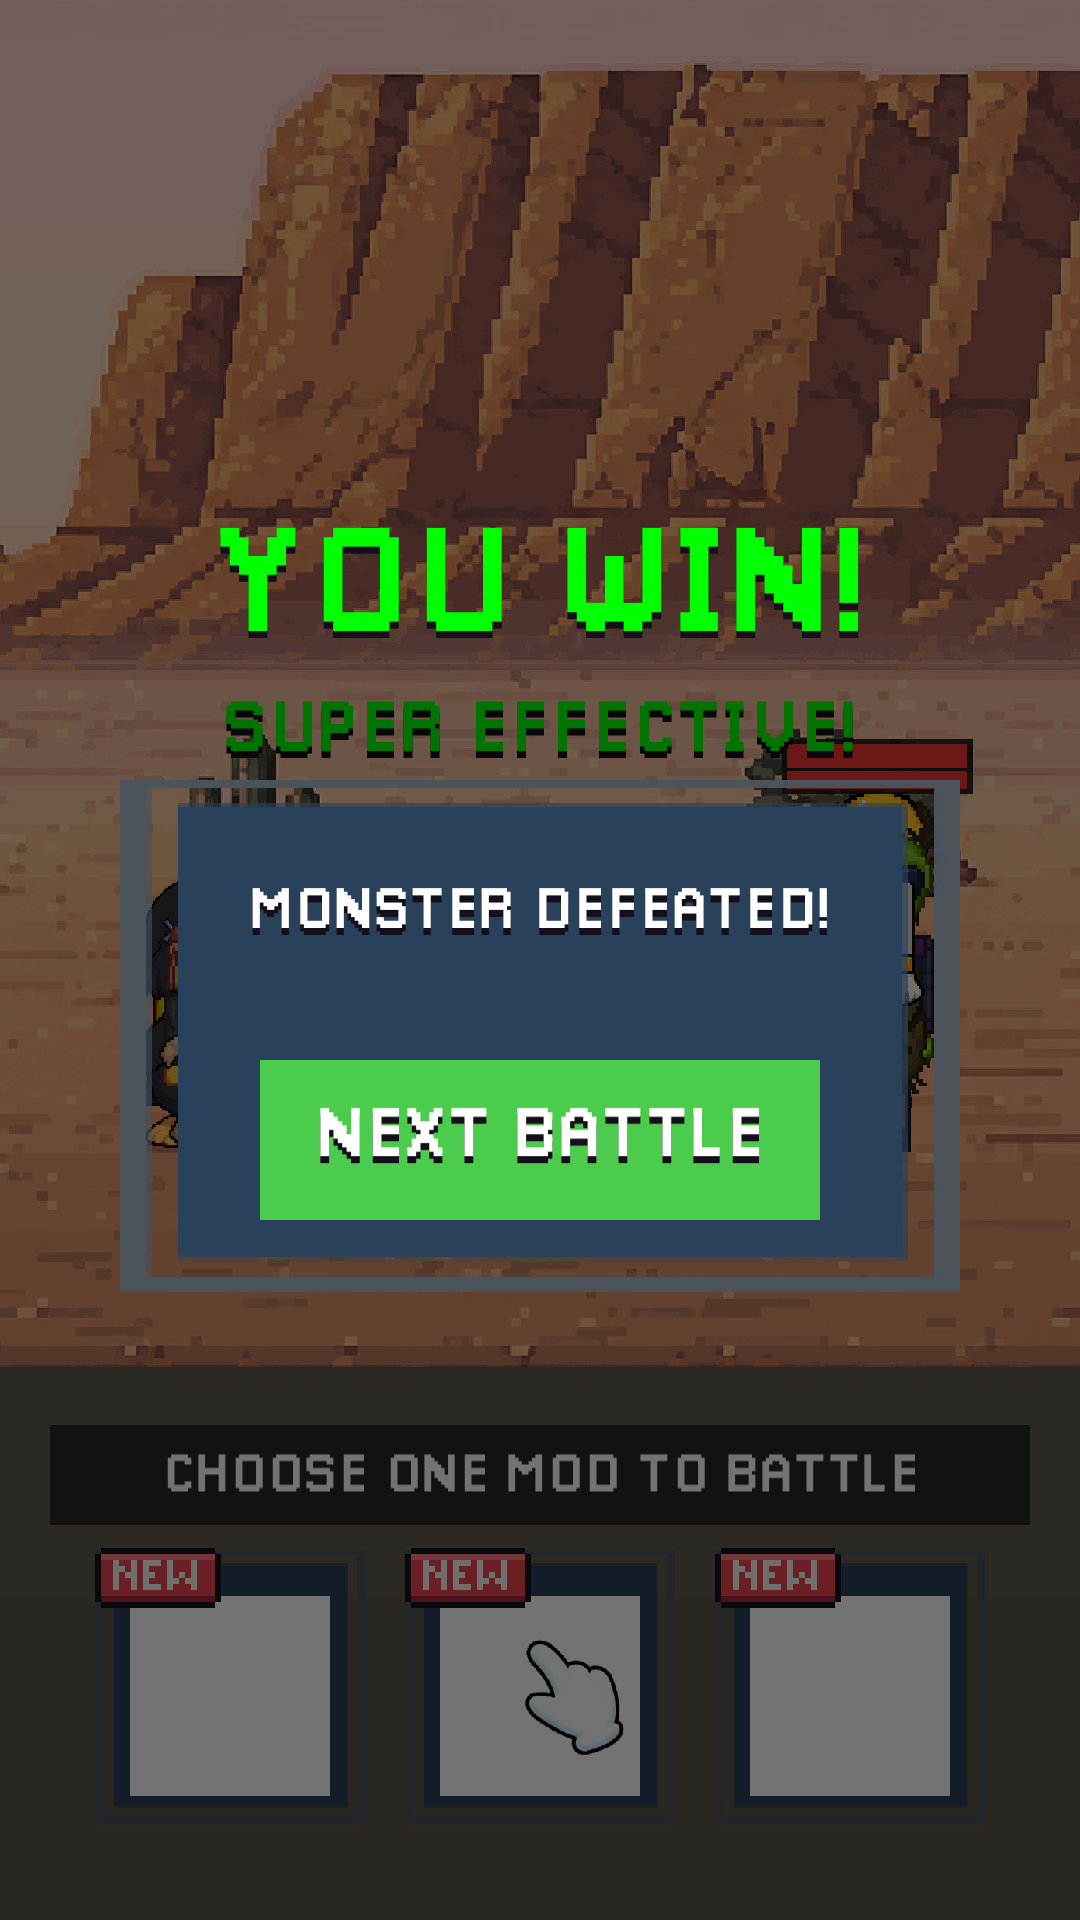 YOU WIN!
SUPER EFFECTIVE!
MONSTER DEFEATED!
NEXT BATTLE
CHOOSE ONE MOD TO BATTLE
NEW NEW NEW